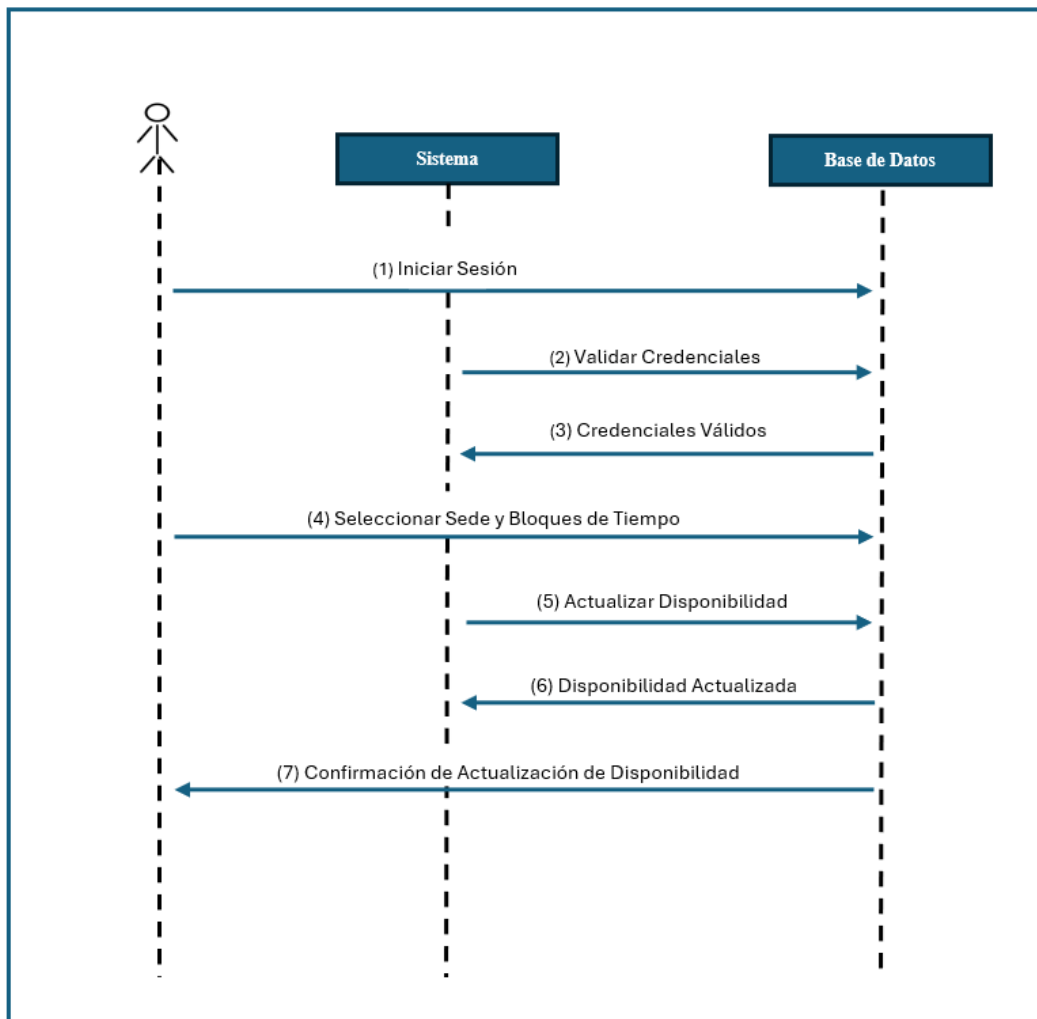 Sistema
Base de Datos
(1) Iniciar Sesión
(2) Validar Credenciales
(3) Credenciales Válidos
(4) Seleccionar Sede y Bloques de Tiempo
(5) Actualizar Disponibilidad
(6) Disponibilidad Actualizada
(7) Confirmación de Actualización de Disponibilidad